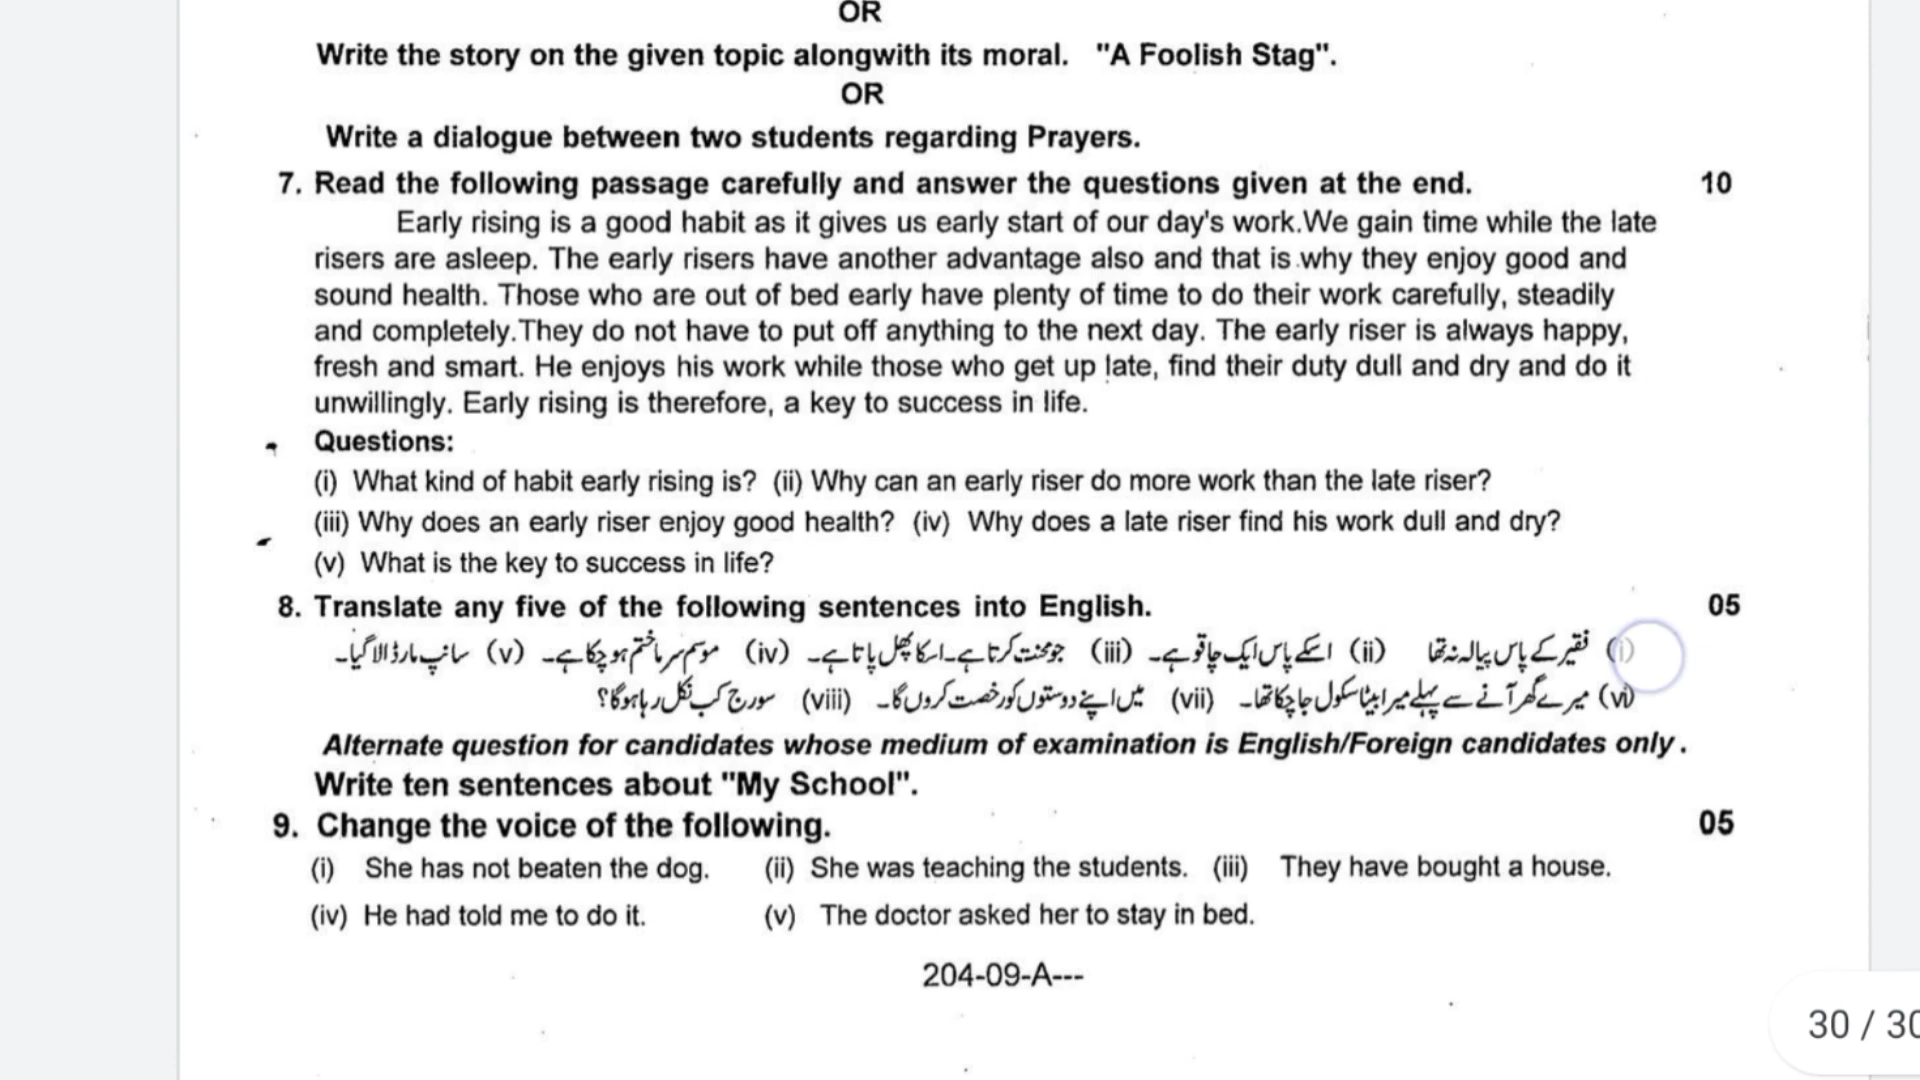 OR
Write the story on the given topic alongwith its moral. "A Foolish Stag".
OR
Write a dialogue between two students regarding Prayers.
7. Read the following passage carefully and answer the questions given at the end. 10
Early rising is a good habit as it gives us early start of our day's work.We gain time while the late
risers are asleep. The early risers have another advantage also and that is why they enjoy good and
sound health. Those who are out of bed early have plenty of time to do their work carefully, steadily
and completely.They do not have to put off anything to the next day. The early riser is always happy,
fresh and smart. He enjoys his work while those who get up late, find their duty dull and dry and do it
unwillingly. Early rising is therefore, a key to success in life.
Questions:
(i) What kind of habit early rising is? (ii) Why can an early riser do more work than the late riser?
(iii) Why does an early riser enjoy good health? (iv) Why does a late riser find his work dull and dry?
(v) What is the key to success in life?
8. Translate any five of the following sentences into English. 05
(i) فقیر کے پاس پیالہ نہ تھا (ii) اسکے پاس ایک چاقو ہے۔ (iii) جو محنت کرتا ہے۔ اسکا پھل پاتا ہے۔ (iv) موسم سرما ختم ہو چکا ہے۔ (v) سانپ مار ڈالا گیا۔
(vi) میرے گھر آنے سے پہلے میرا بیٹا سکول جا چکا تھا۔ (vii) میں اپنے دوستوں کو رخصت کروں گا۔ (viii) سورج کب نکل رہا ہو گا؟
Alternate question for candidates whose medium of examination is English/Foreign candidates only.
Write ten sentences about "My School".
9. Change the voice of the following. 05
(i) She has not beaten the dog. (ii) She was teaching the students. (iii) They have bought a house.
(iv) He had told me to do it. (v) The doctor asked her to stay in bed.
204-09-A---
30 / 30